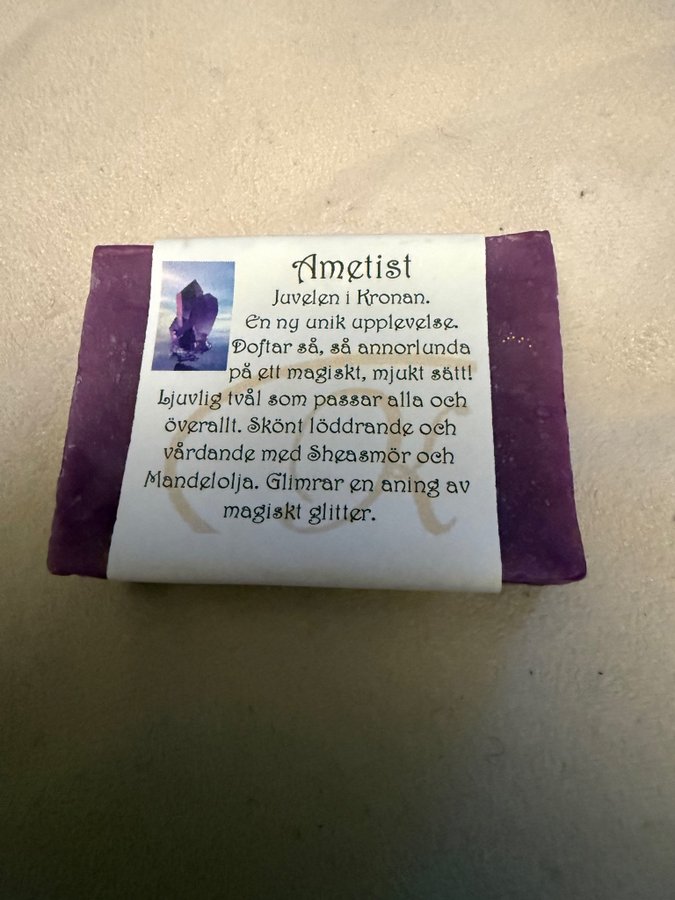 Ametist
Juvelen i Kronan.
En ny unik upplevelse.
Doftar så, så annorlunda
på ett magiskt, mjukt sätt!
Ljuvlig tvål som passar alla och
överallt. Skönt löddrande och
vårdande med Sheasmör och
Mandelolja. Glimrar en aning av
magiskt glitter.